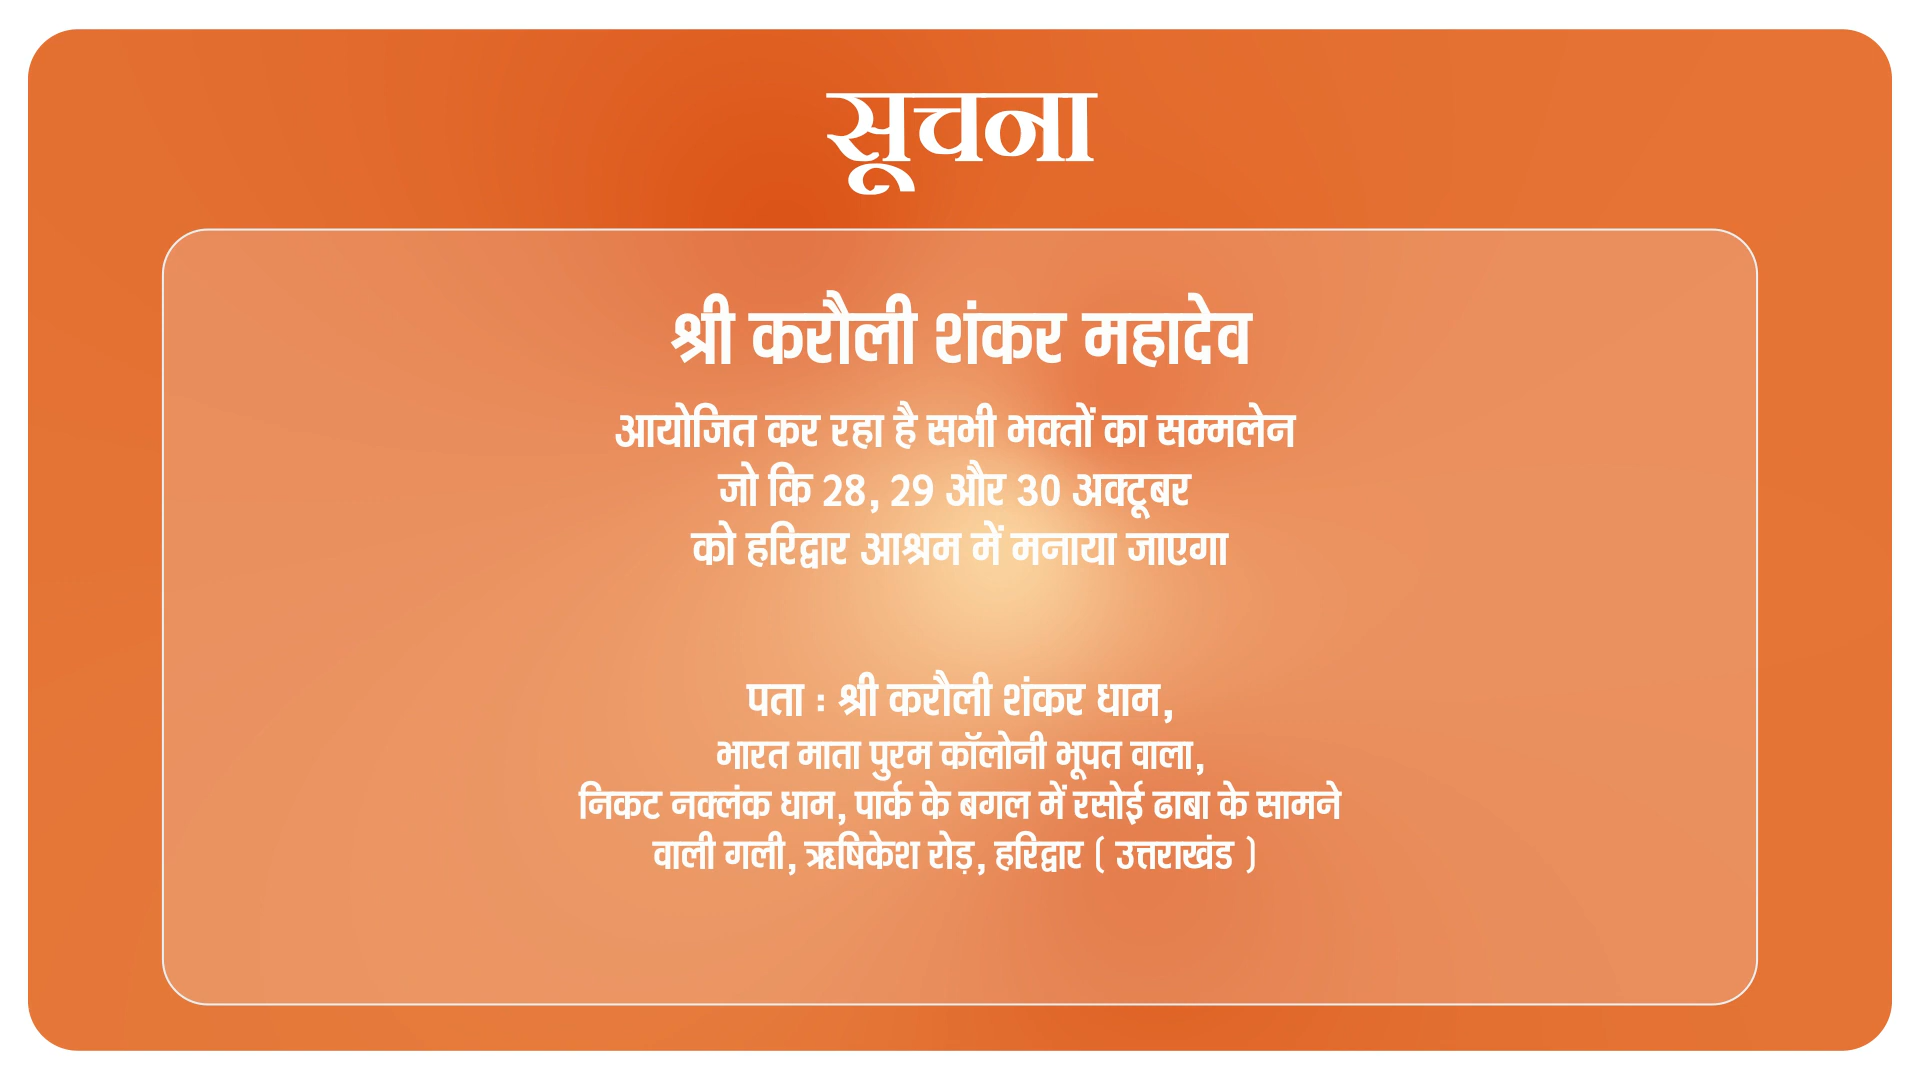 सूचना
श्री करौली शंकर महादेव
आयोजित कर रहा है सभी भक्तों का सम्मलेन
जो कि 28, 29 और 30 अक्टूबर
को हरिद्वार आश्रम में मनाया जाएगा
पता : श्री करौली शंकर धाम,
भारत माता पुरम कॉलोनी भूपत वाला,
निकट नक्लंक धाम, पार्क के बगल में रसोई ढाबा के सामने
वाली गली, ऋषिकेश रोड़, हरिद्वार ( उत्तराखंड )